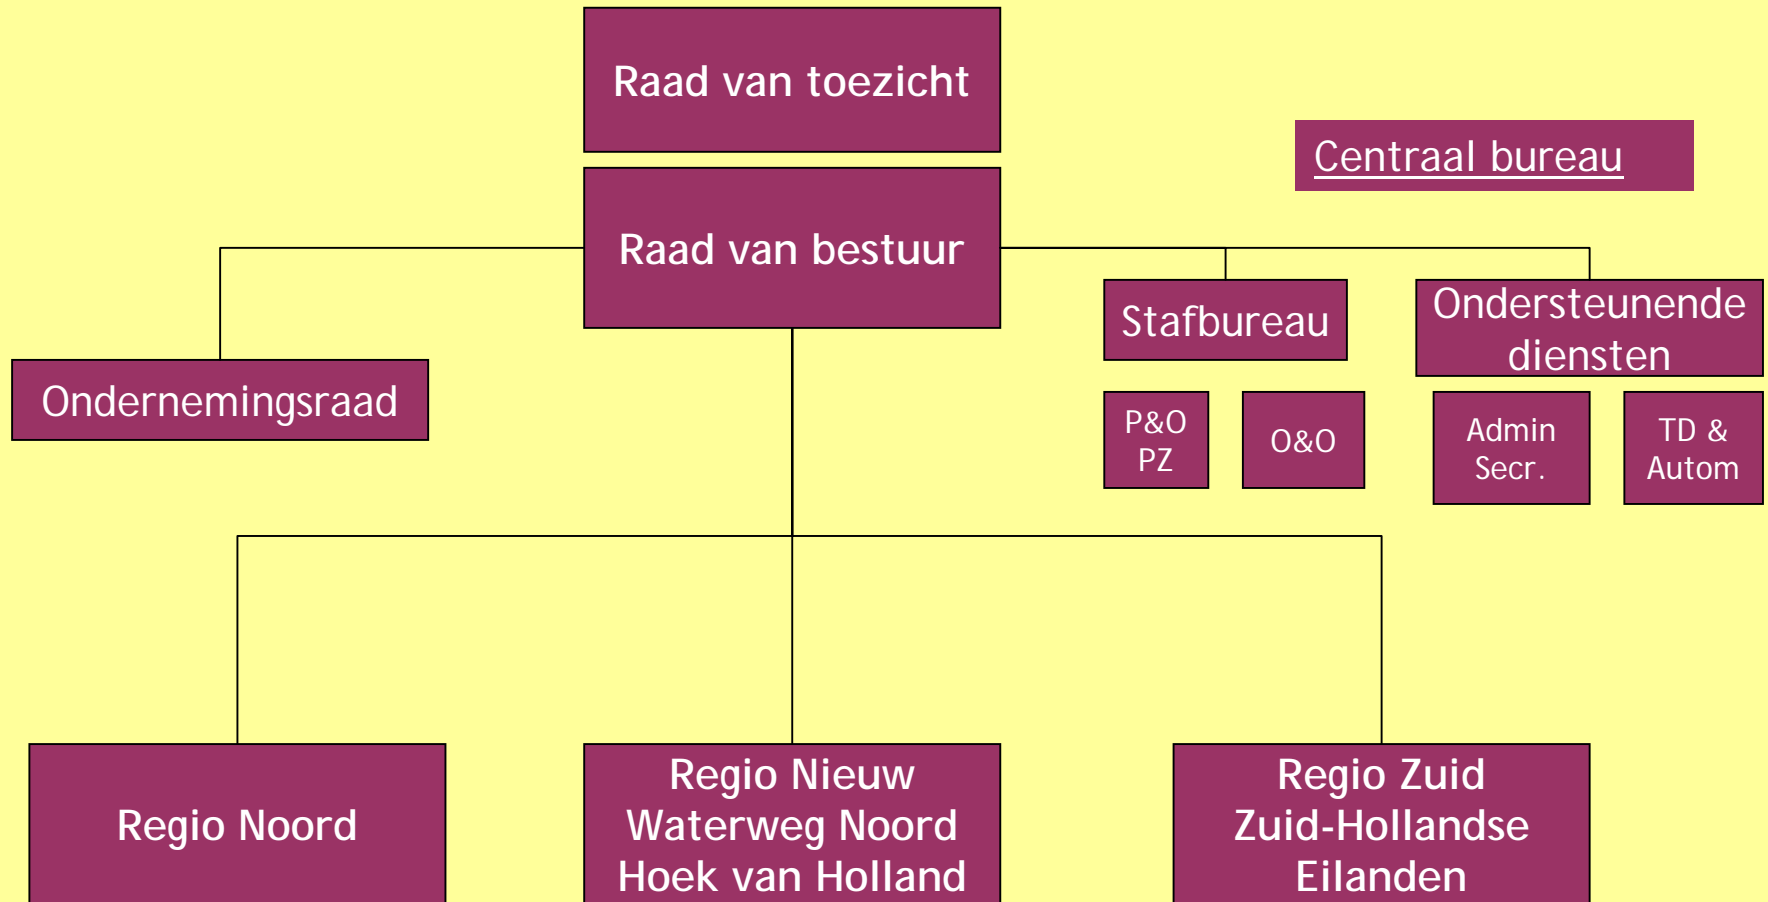 Raad van toezicht
Centraal bureau
Raad van bestuur
Stafbureau
Ondersteunende
diensten
Ondernemingsraad
P&O
PZ
O&O
Admin
Secr.
TD &
Autom
Regio Noord
Regio Nieuw
Waterweg Noord
Hoek van Holland
Regio Zuid
Zuid-Hollandse
Eilanden